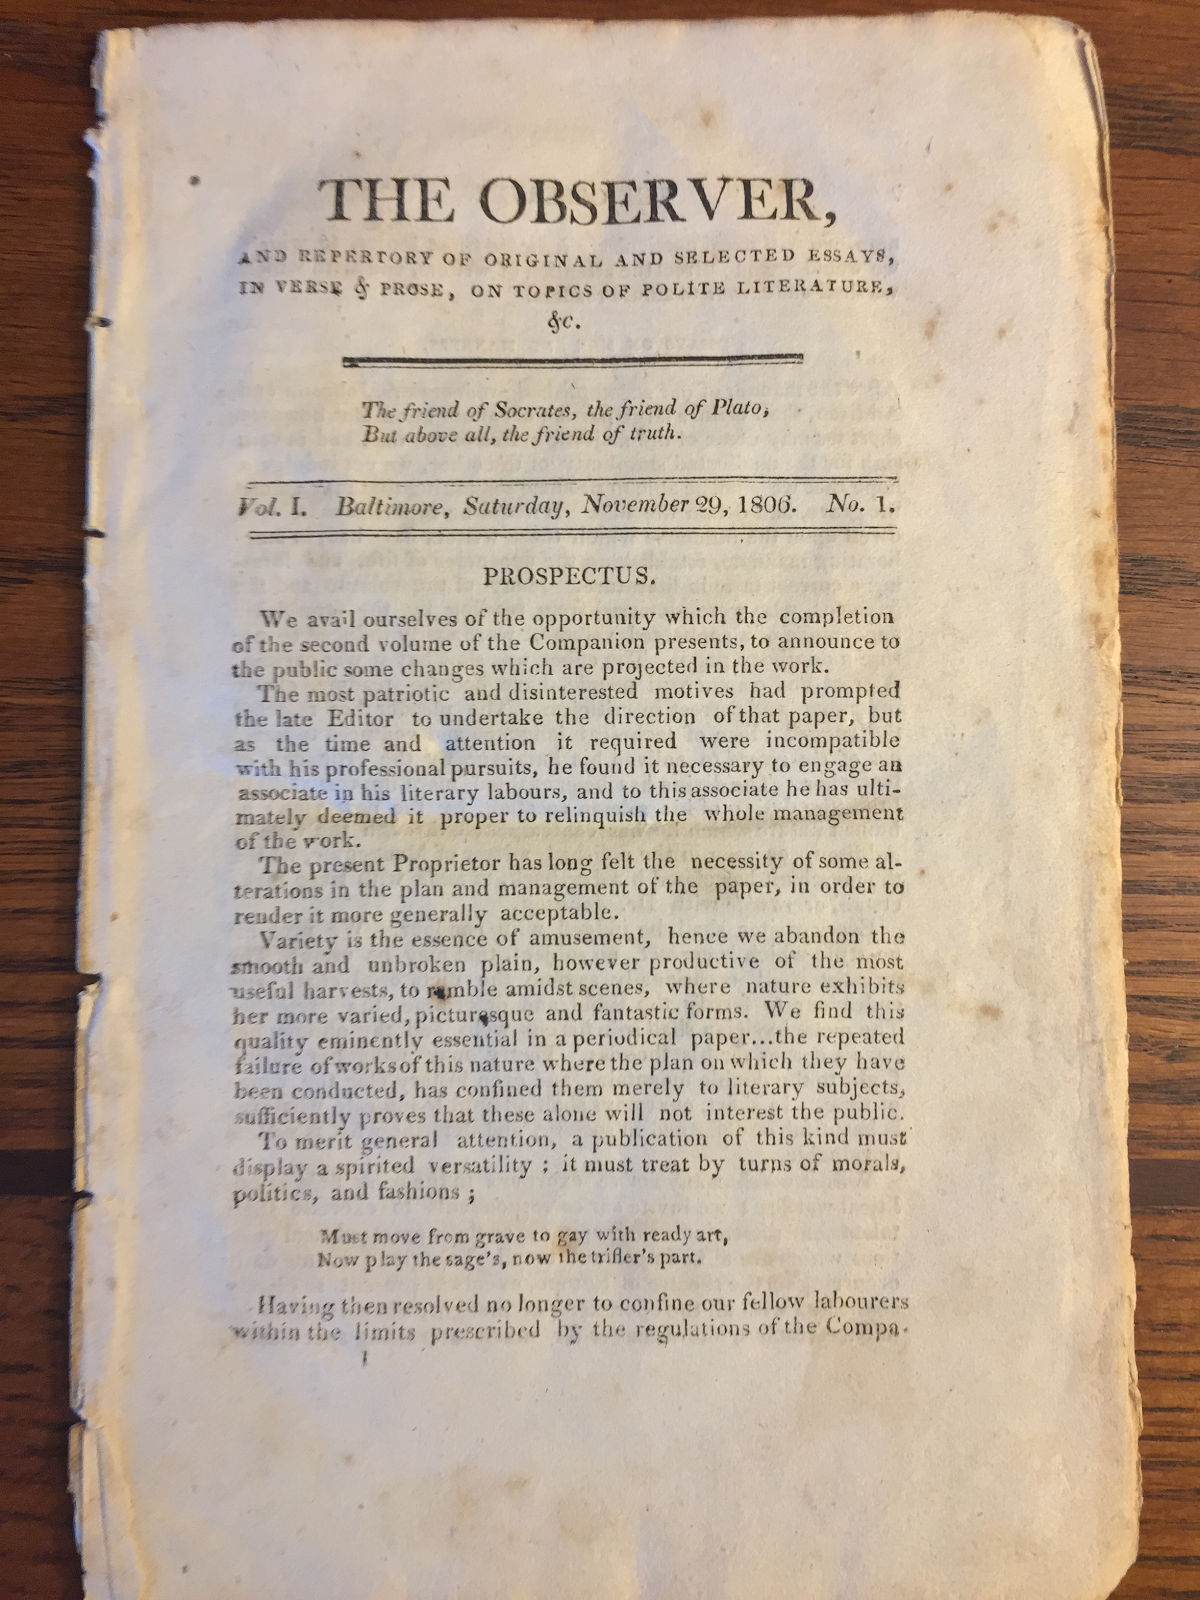 THE OBSERVER,
AND REPERTORY OF ORIGINAL AND SELECTED ESSAYS,
IN VERSE & PROSE, ON TOPICS OF POLITE LITERATURE,
&c.
The friend of Socrates, the friend of Plato,
But above all, the friend of truth.
Vol. I. Baltimore, Saturday, November 29, 1806. No. 1.
PROSPECTUS.
We avail ourselves of the opportunity which the completion
of the second volume of the Companion presents, to announce to
the public some changes which are projected in the work.
The most patriotic and disinterested motives had prompted
the late Editor to undertake the direction of that paper, but
as the time and attention it required were incompatible
with his professional pursuits, he found it necessary to engage an
associate in his literary labours, and to this associate he has ulti-
mately deemed it proper to relinquish the whole management
of the work.
The present Proprietor has long felt the necessity of some al-
terations in the plan and management of the paper, in order to
render it more generally acceptable.
Variety is the essence of amusement, hence we abandon the
smooth and unbroken plain, however productive of the most
useful harvests, to ramble amidst scenes, where nature exhibits
her more varied, picturesque and fantastic forms. We find this
quality eminently essential in a periodical paper...the repeated
failure of works of this nature where the plan on which they have
been conducted, has confined them merely to literary subjects,
sufficiently proves that these alone will not interest the public.
To merit general attention, a publication of this kind must
display a spirited versatility ; it must treat by turns of morals,
politics, and fashions ;
Must move from grave to gay with ready art,
Now play the sage's, now the trifler's part.
Having then resolved no longer to confine our fellow labourers
within the limits prescribed by the regulations of the Compa-
1